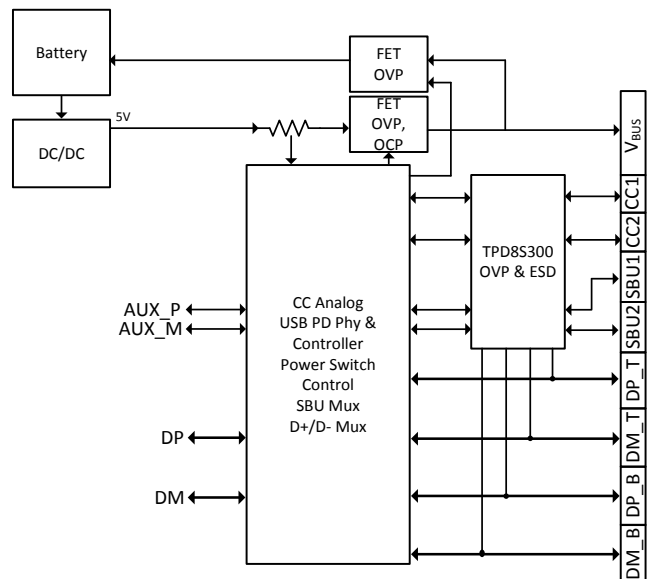 Battery
FET
OVP
5V
FET
OVP,
OCP
DC/DC
VBUS
CC1
CC2
SBU1
SBU2
DP_T
DM_T
DP_B
DM_B
TPD8S300
OVP & ESD
AUX_P
AUX_M
DP
DM
CC Analog
USB PD Phy &
Controller
Power Switch
Control
SBU Mux
D+/D- Mux